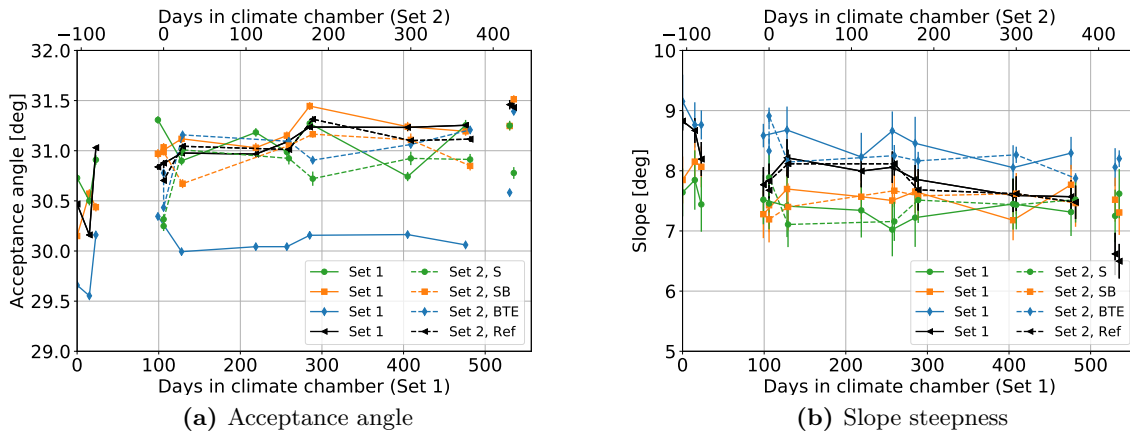 Days in climate chamber (Set 2)
−100 0 100 200 300 400
32.0
31.5
31.0
30.5
30.0
29.5
29.0
Acceptance angle [deg]
Set 1 Set 2, S
Set 1 Set 2, SB
Set 1 Set 2, BTE
Set 1 Set 2, Ref
0 100 200 300 400 500
Days in climate chamber (Set 1)
(a) Acceptance angle
Days in climate chamber (Set 2)
−100 0 100 200 300 400
10
9
8
7
6
5
Slope [deg]
Set 1 Set 2, S
Set 1 Set 2, SB
Set 1 Set 2, BTE
Set 1 Set 2, Ref
0 100 200 300 400 500
Days in climate chamber (Set 1)
(b) Slope steepness